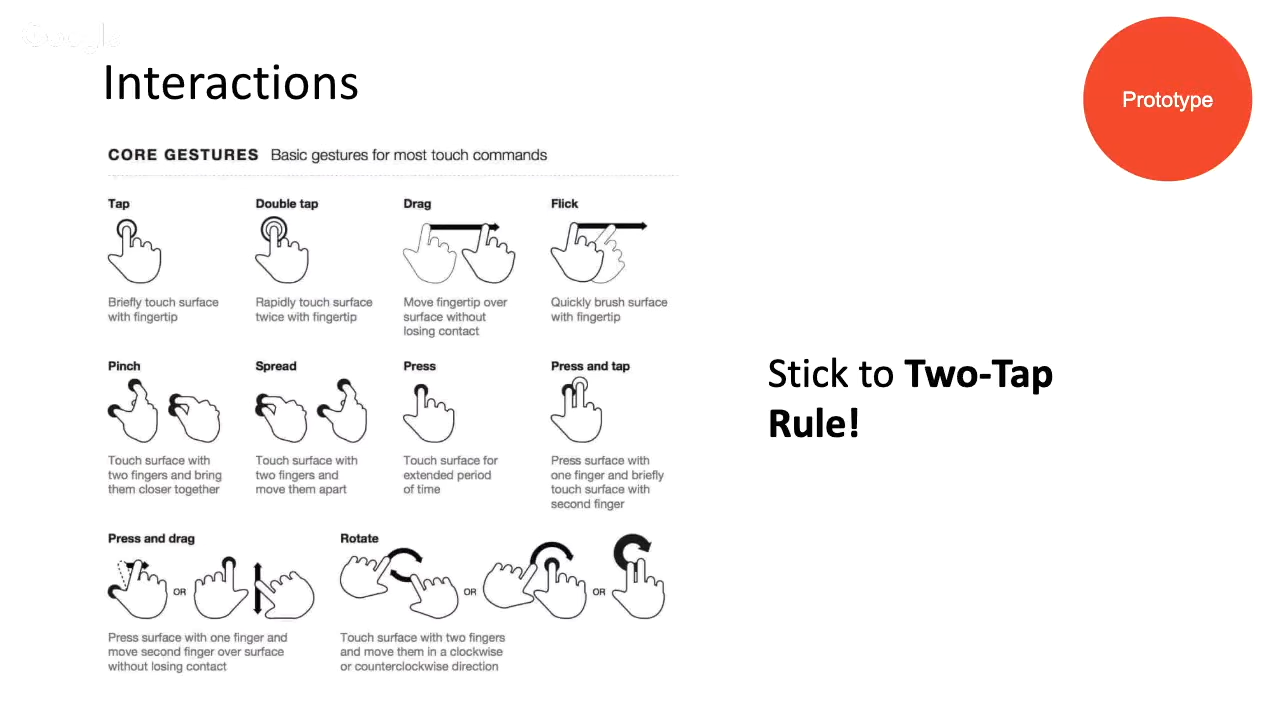 Google
Interactions
Prototype
CORE GESTURES Basic gestures for most touch commands
Tap
Briefly touch surface
with fingertip
Double tap
Rapidly touch surface
twice with fingertip
Drag
Move fingertip over
surface without
losing contact
Flick
Quickly brush surface
with fingertip
Pinch
Touch surface with
two fingers and bring
them closer together
Spread
Touch surface with
two fingers and
move them apart
Press
Touch surface for
extended period
of time
Press and tap
Press surface with
one finger and briefly
touch surface with
second finger
Press and drag
OR
Press surface with one finger and
move second finger over surface
without losing contact
Rotate
OR
OR
Touch surface with two fingers
and move them in a clockwise
or counterclockwise direction
Stick to Two-Tap
Rule!